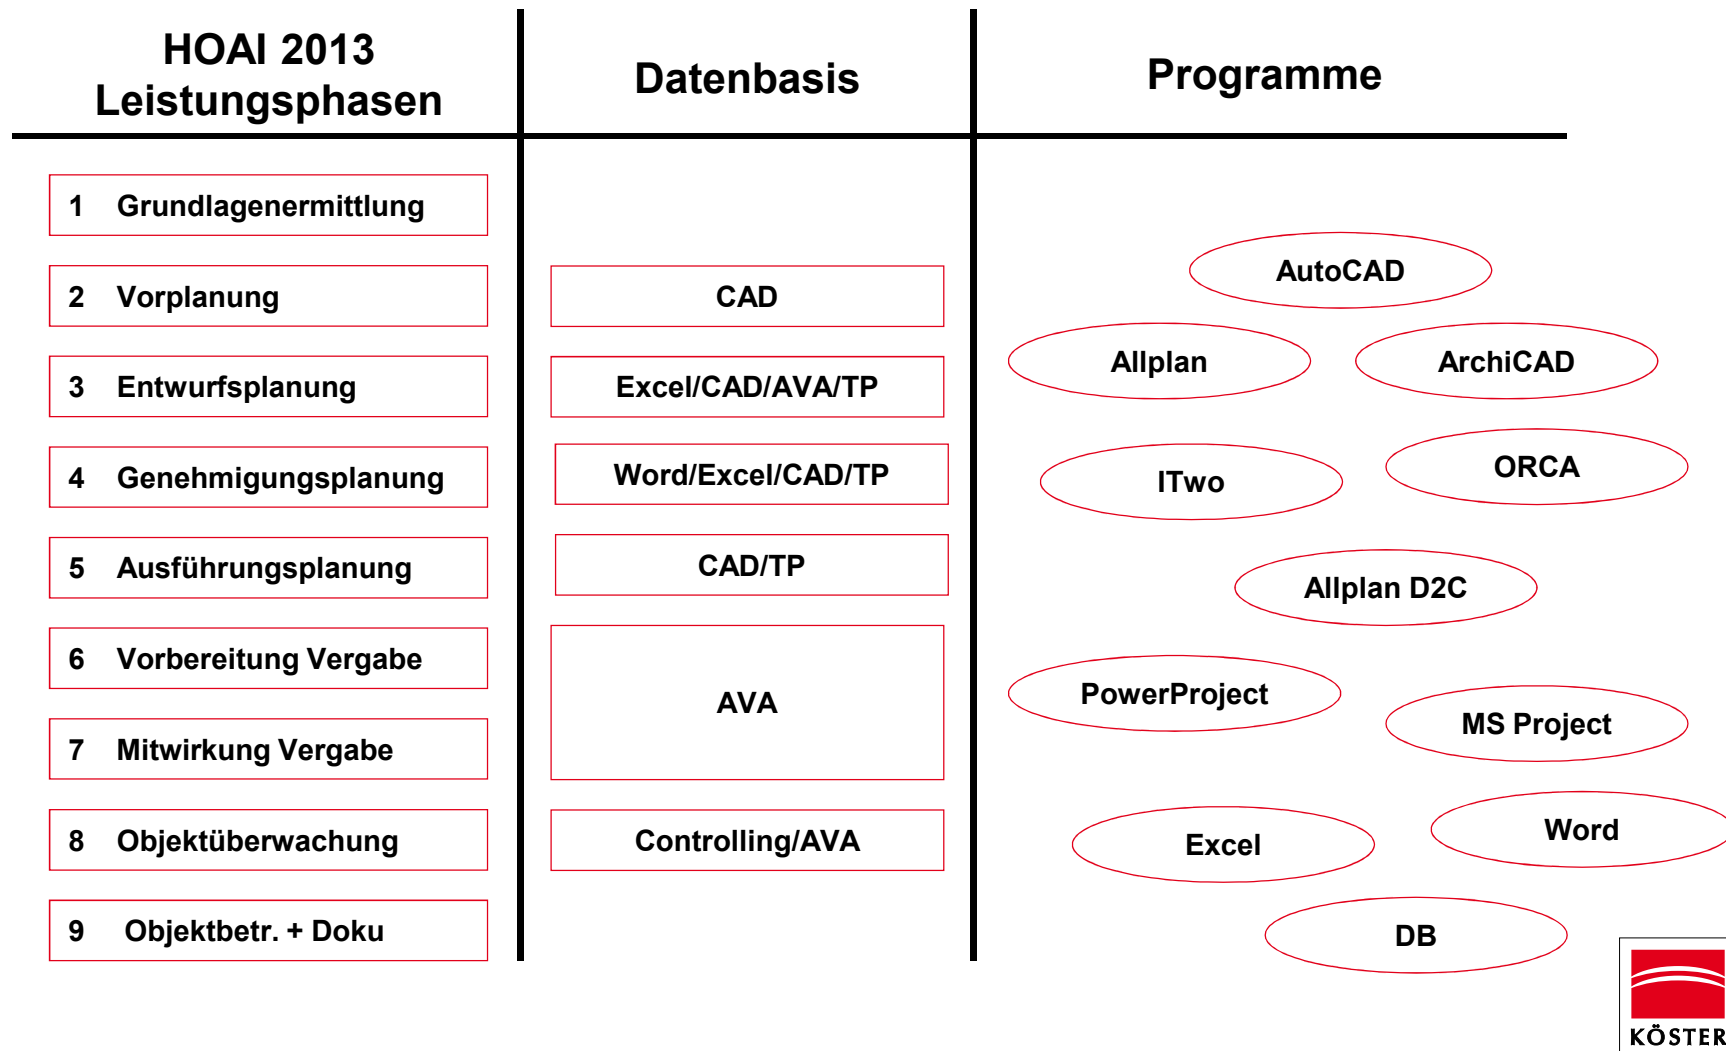 HOAI 2013
Leistungsphasen
Datenbasis
Programme
1 Grundlagenermittlung
2 Vorplanung
3 Entwurfsplanung
4 Genehmigungsplanung
5 Ausführungsplanung
6 Vorbereitung Vergabe
7 Mitwirkung Vergabe
8 Objektüberwachung
9 Objektbetr. + Doku
CAD
Excel/CAD/AVA/TP
Word/Excel/CAD/TP
CAD/TP
AVA
Controlling/AVA
AutoCAD
Allplan
ArchiCAD
ITwo
ORCA
Allplan D2C
PowerProject
MS Project
Excel
Word
DB
KÖSTER